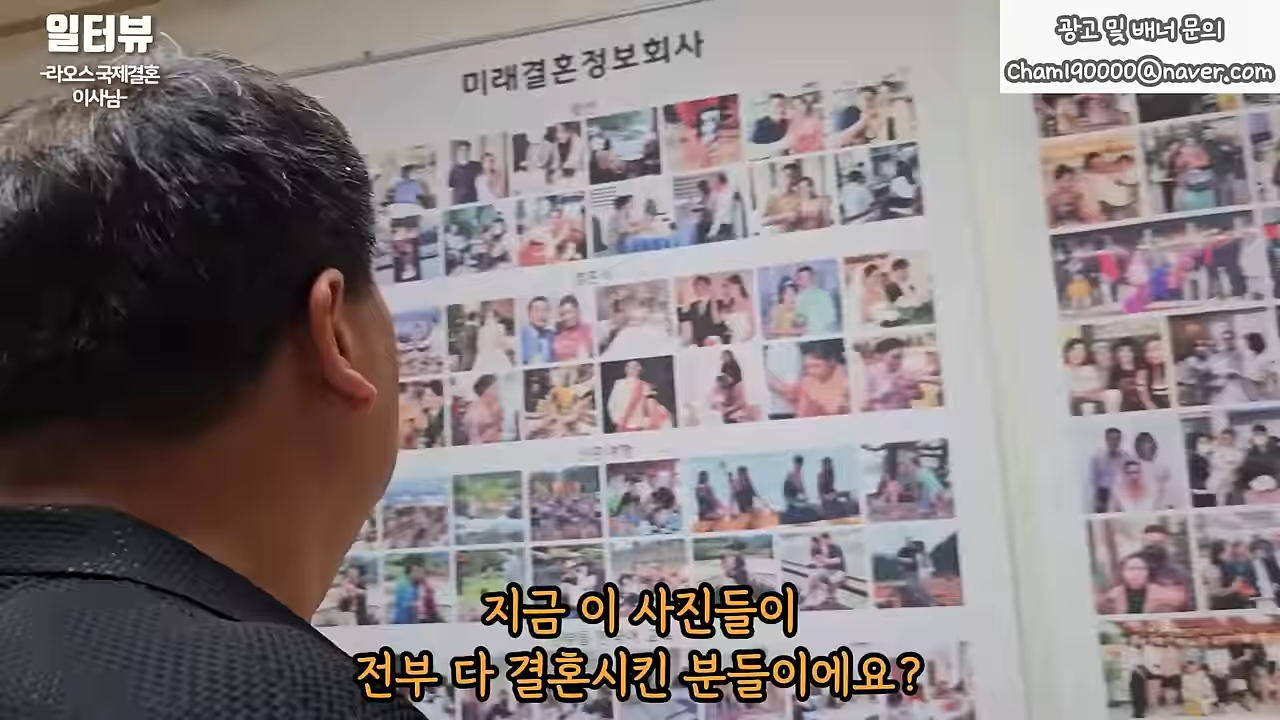 일터뷰
-라오스 국제결혼
이사님-
광고 및 배너 문의
Cham190000@naver.com
미래결혼정보회사
지금 이 사진들이
전부 다 결혼시킨 분들이에요?